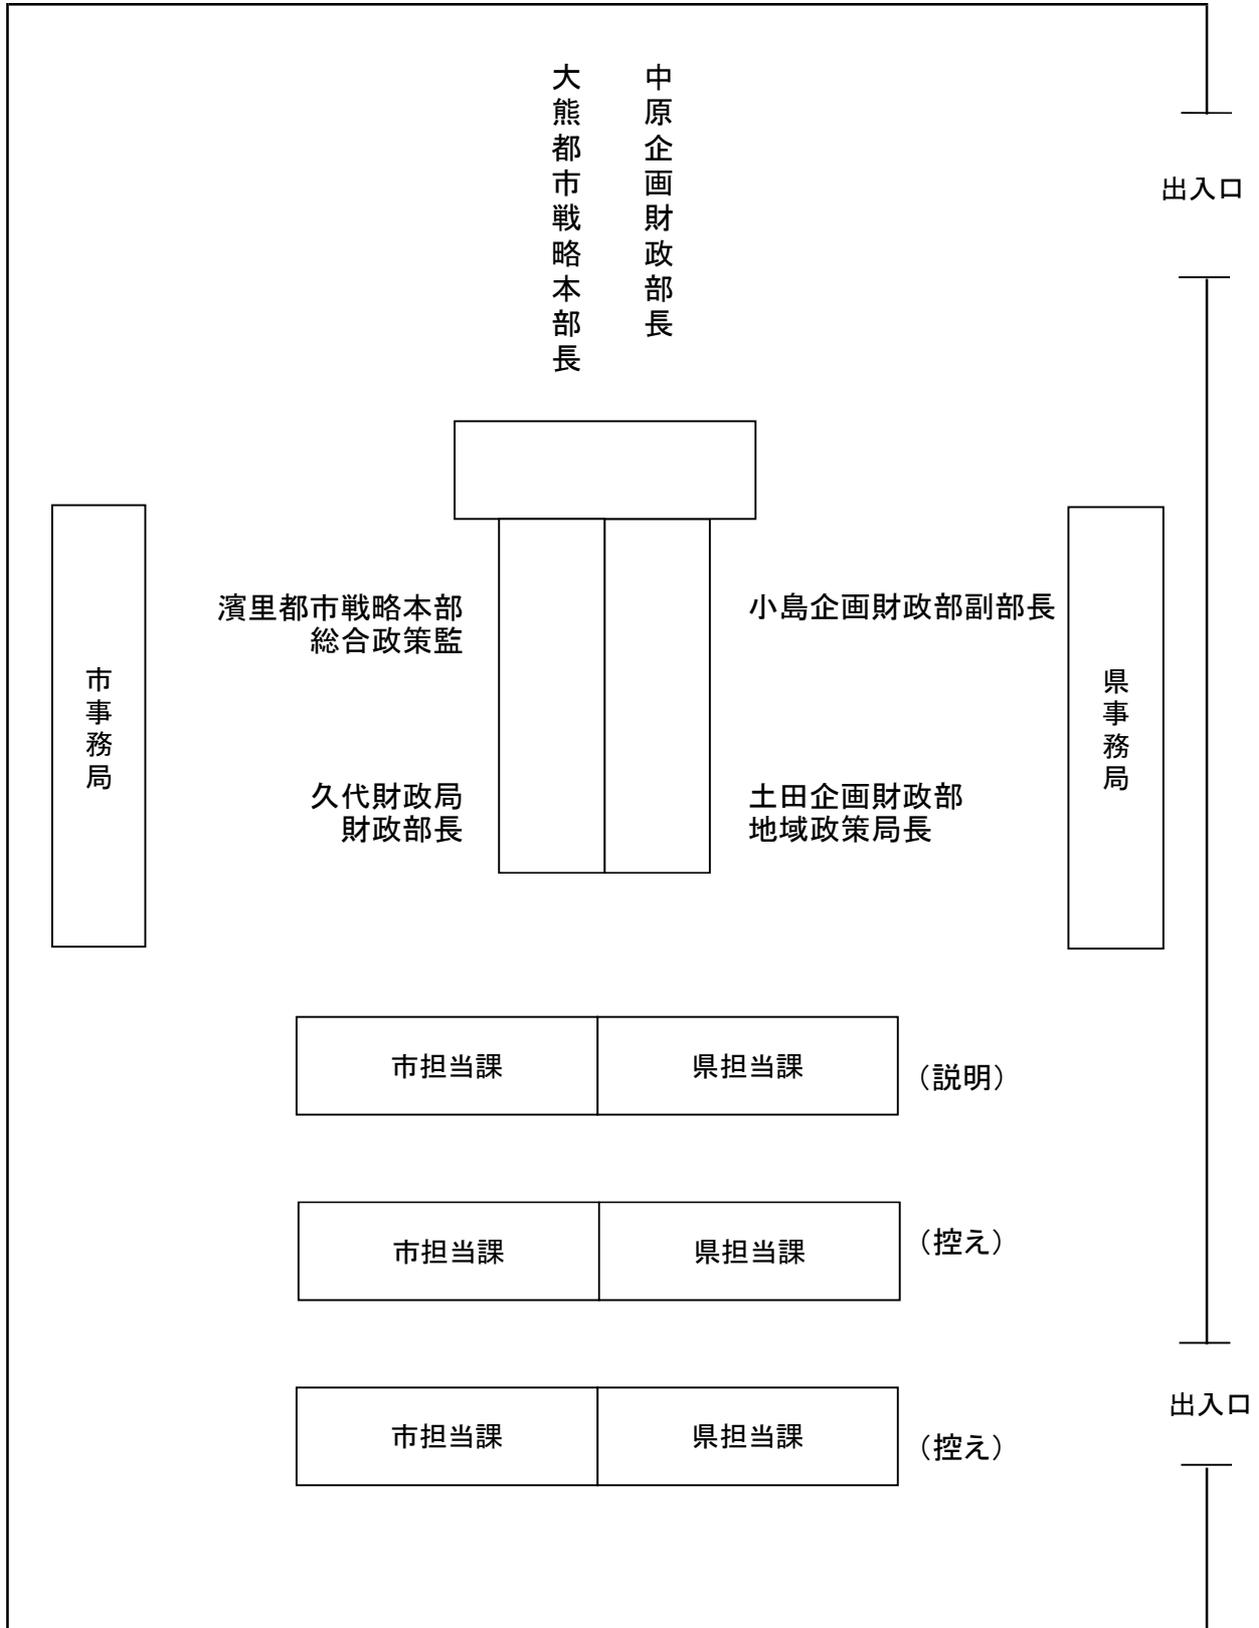 中原企画財政部長
大熊都市戦略本部長
出入口
濱里都市戦略本部
総合政策監
小島企画財政部副部長
市事務局
県事務局
久代財政局
財政部長
土田企画財政部
地域政策局長
市担当課
県担当課
（説明）
市担当課
県担当課
（控え）
出入口
市担当課
県担当課
（控え）